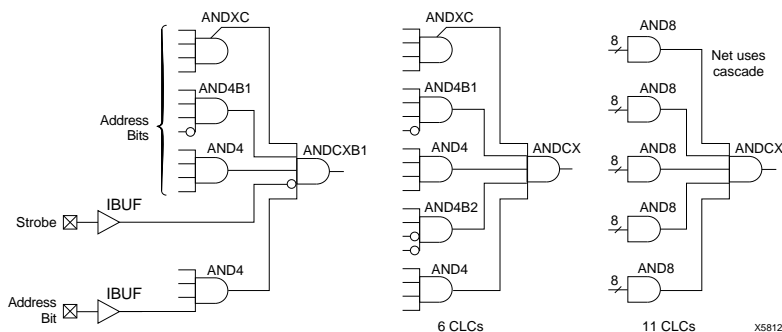 ANDXC
AND4B1
Address
Bits
AND4
ANDCXB1
Strobe
IBUF
AND4
Address
Bit
IBUF
ANDXC
AND4B1
AND4
ANDCX
AND4B2
AND4
6 CLCs
AND8
8
Net uses
cascade
AND8
8
AND8
8
ANDCX
AND8
8
AND8
8
11 CLCs
X5812